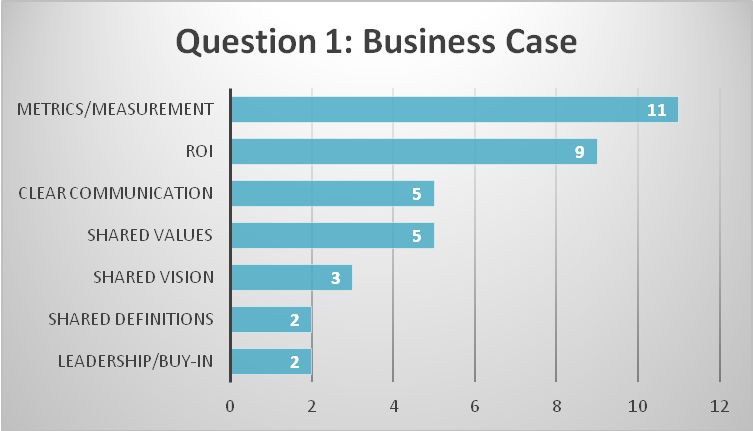 Question 1: Business Case
METRICS/MEASUREMENT 11
ROI 9
CLEAR COMMUNICATION 5
SHARED VALUES 5
SHARED VISION 3
SHARED DEFINITIONS 2
LEADERSHIP/BUY-IN 2
0 2 4 6 8 10 12